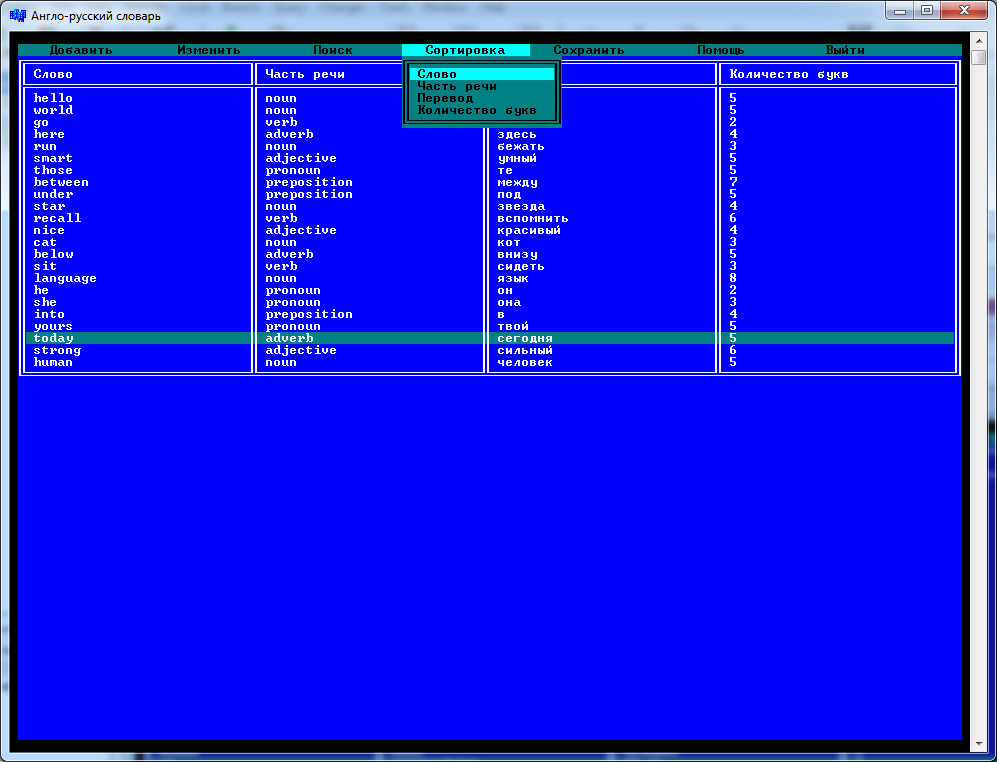 Англо-русский словарь
Добавить Изменить Поиск Сортировка Сохранить Помощь Выйти
Слово Часть речи Количество букв
Слово
Часть речи
Перевод
Количество букв
hello noun 5
world noun 5
go verb 2
here adverb здесь 4
run noun бежать 3
smart adjective умный 5
those pronoun те 5
between preposition между 7
under preposition под 5
star noun звезда 4
recall verb вспомнить 6
nice adjective красивый 4
cat noun кот 3
below adverb внизу 5
sit verb сидеть 3
language noun язык 8
he pronoun он 2
she pronoun она 3
into preposition в 4
yours pronoun твой 5
today adverb сегодня 5
strong adjective сильный 6
human noun человек 5